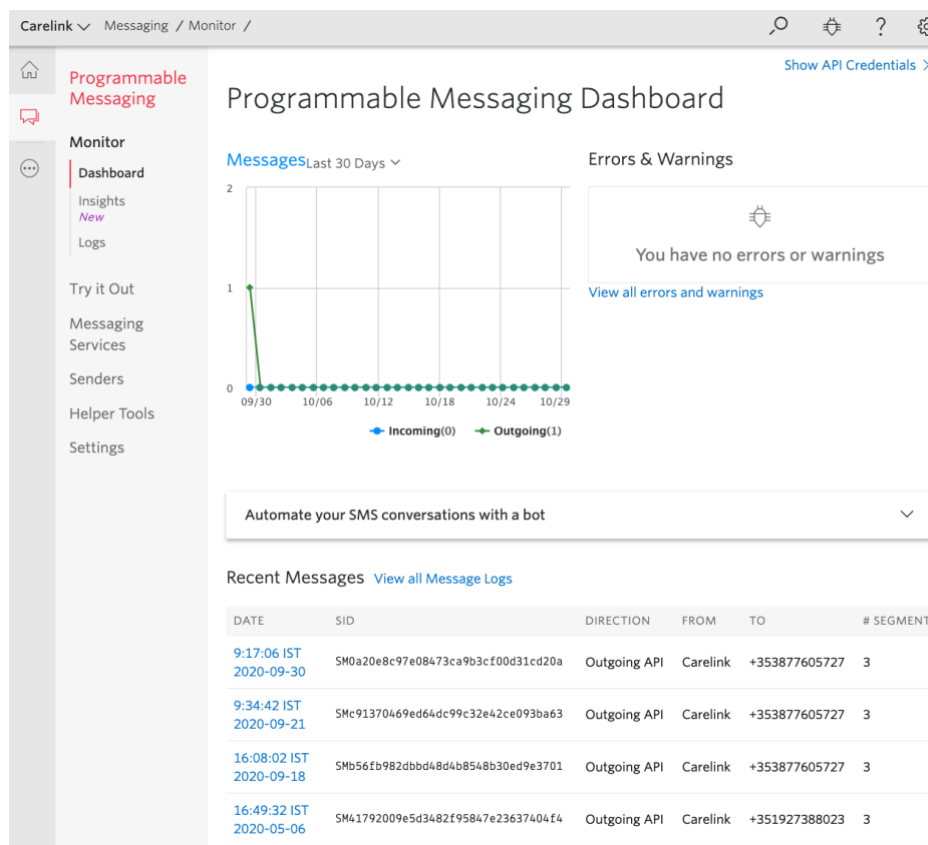 Carelink Messaging / Monitor /
Show API Credentials
Programmable
Messaging
Programmable Messaging Dashboard
Monitor
Dashboard
Insights
New
Logs
Try it Out
Messaging
Services
Senders
Helper Tools
Settings
Messages Last 30 Days
2
1
0
09/30 10/06 10/12 10/18 10/24 10/29
Incoming(0) Outgoing(1)
Errors & Warnings
You have no errors or warnings
View all errors and warnings
Automate your SMS conversations with a bot
Recent Messages View all Message Logs
DATE SID DIRECTION FROM TO # SEGMENT
9:17:06 IST
2020-09-30 SM0a20e8c97e08473ca9b3cf00d31cd20a Outgoing API Carelink +353877605727 3
9:34:42 IST
2020-09-21 SMc91370469ed64dc99c32e42ce093ba63 Outgoing API Carelink +353877605727 3
16:08:02 IST
2020-09-18 SMb56fb982dbbd48d4b8548b30ed9e3701 Outgoing API Carelink +353877605727 3
16:49:32 IST
2020-05-06 SM41792009e5d3482f95847e23637404f4 Outgoing API Carelink +351927388023 3